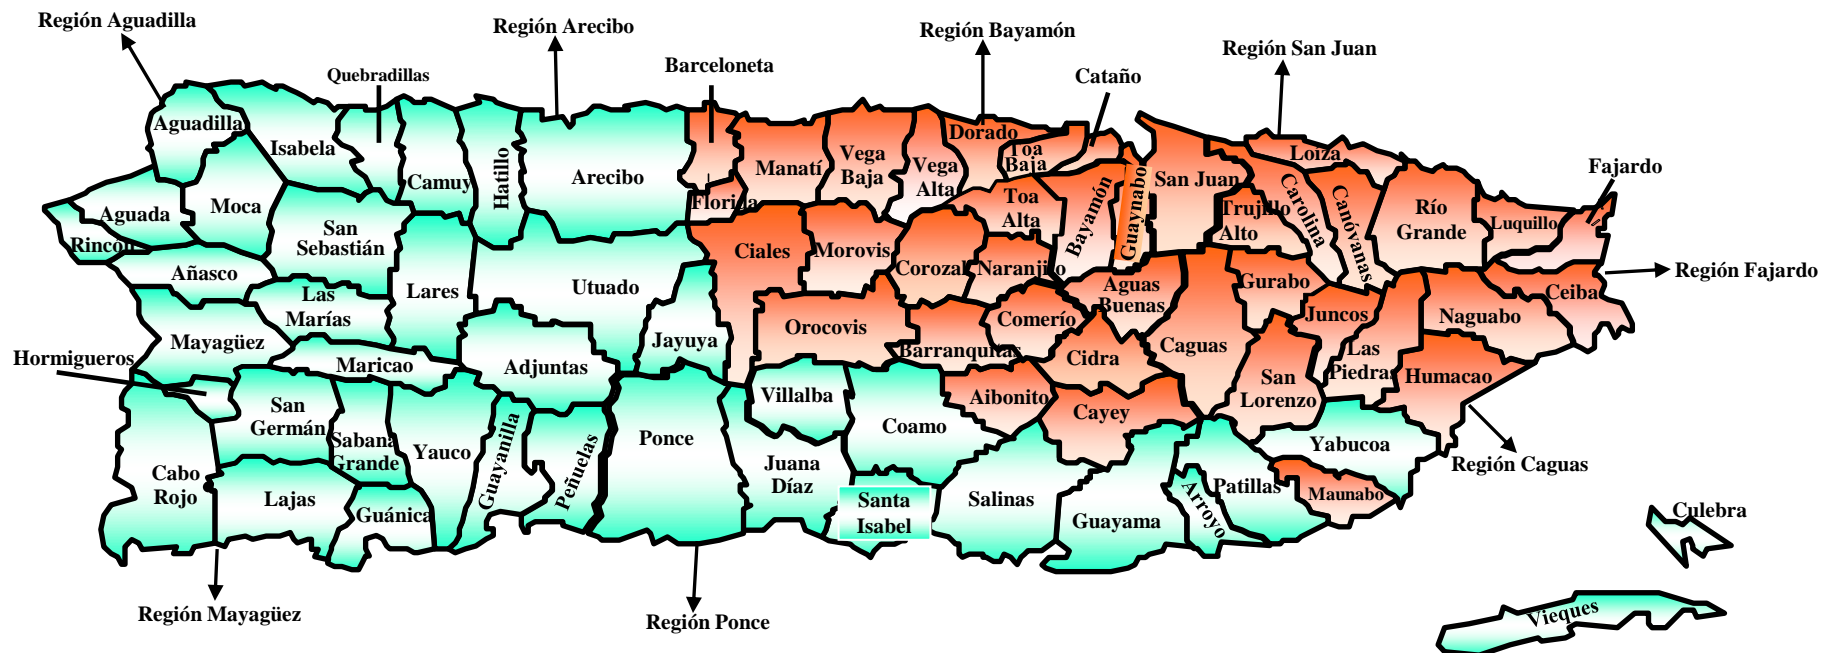 Región Aguadilla
Región Arecibo
Región Bayamón
Región San Juan
Quebradillas
Barceloneta
Cataño
Aguadilla
Isabela
Camuy
Hatillo
Arecibo
Manatí
Vega
Baja
Vega
Alta
Dorado
Toa
Baja
Toa
Alta
Bayamón
Guaynabo
San Juan
Loiza
Carolina
Canóvanas
Trujillo
Alto
Río
Grande
Luquillo
Fajardo
Aguada
Moca
Rincón
San
Sebastián
Añasco
Las
Marías
Lares
Utuado
Florida
Ciales
Morovis
Corozal
Naranjito
Aguas
Buenas
Gurabo
Juncos
Ceiba
Región Fajardo
Naguabo
Mayagüez
Hormigueros
Maricao
Adjuntas
Jayuya
Orocovis
Barranquitas
Comerío
Cidra
Caguas
Las
Piedras
San
Lorenzo
Humacao
San
Germán
Sabana
Grande
Yauco
Guayanilla
Peñuelas
Ponce
Villalba
Coamo
Aibonito
Cayey
Yabucoa
Región Caguas
Cabo
Rojo
Lajas
Guánica
Juana
Díaz
Santa
Isabel
Salinas
Guayama
Arroyo
Patillas
Maunabo
Culebra
Vieques
Región Mayagüez
Región Ponce